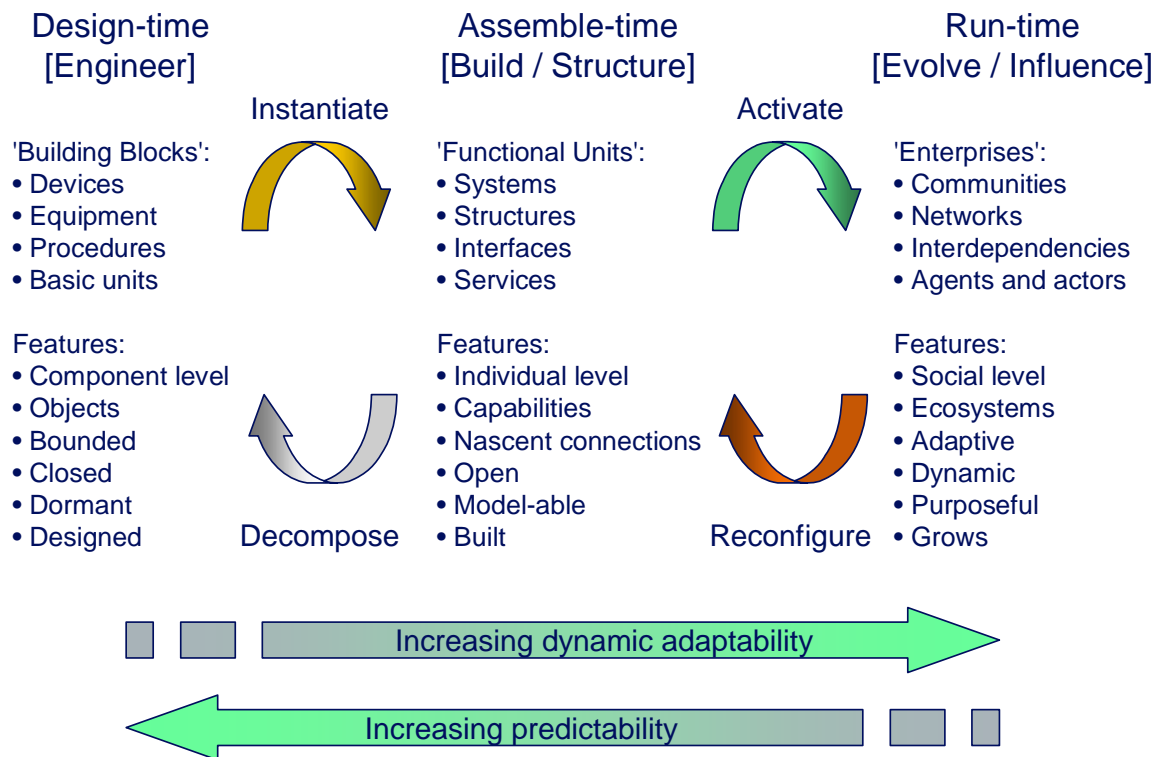 Design-time
[Engineer]
Assemble-time
[Build / Structure]
Run-time
[Evolve / Influence]
Instantiate
Activate
'Building Blocks':
• Devices
• Equipment
• Procedures
• Basic units
'Functional Units':
• Systems
• Structures
• Interfaces
• Services
'Enterprises':
• Communities
• Networks
• Interdependencies
• Agents and actors
Features:
• Component level
• Objects
• Bounded
• Closed
• Dormant
• Designed
Decompose
Features:
• Individual level
• Capabilities
• Nascent connections
• Open
• Model-able
• Built
Reconfigure
Features:
• Social level
• Ecosystems
• Adaptive
• Dynamic
• Purposeful
• Grows
Increasing dynamic adaptability
Increasing predictability